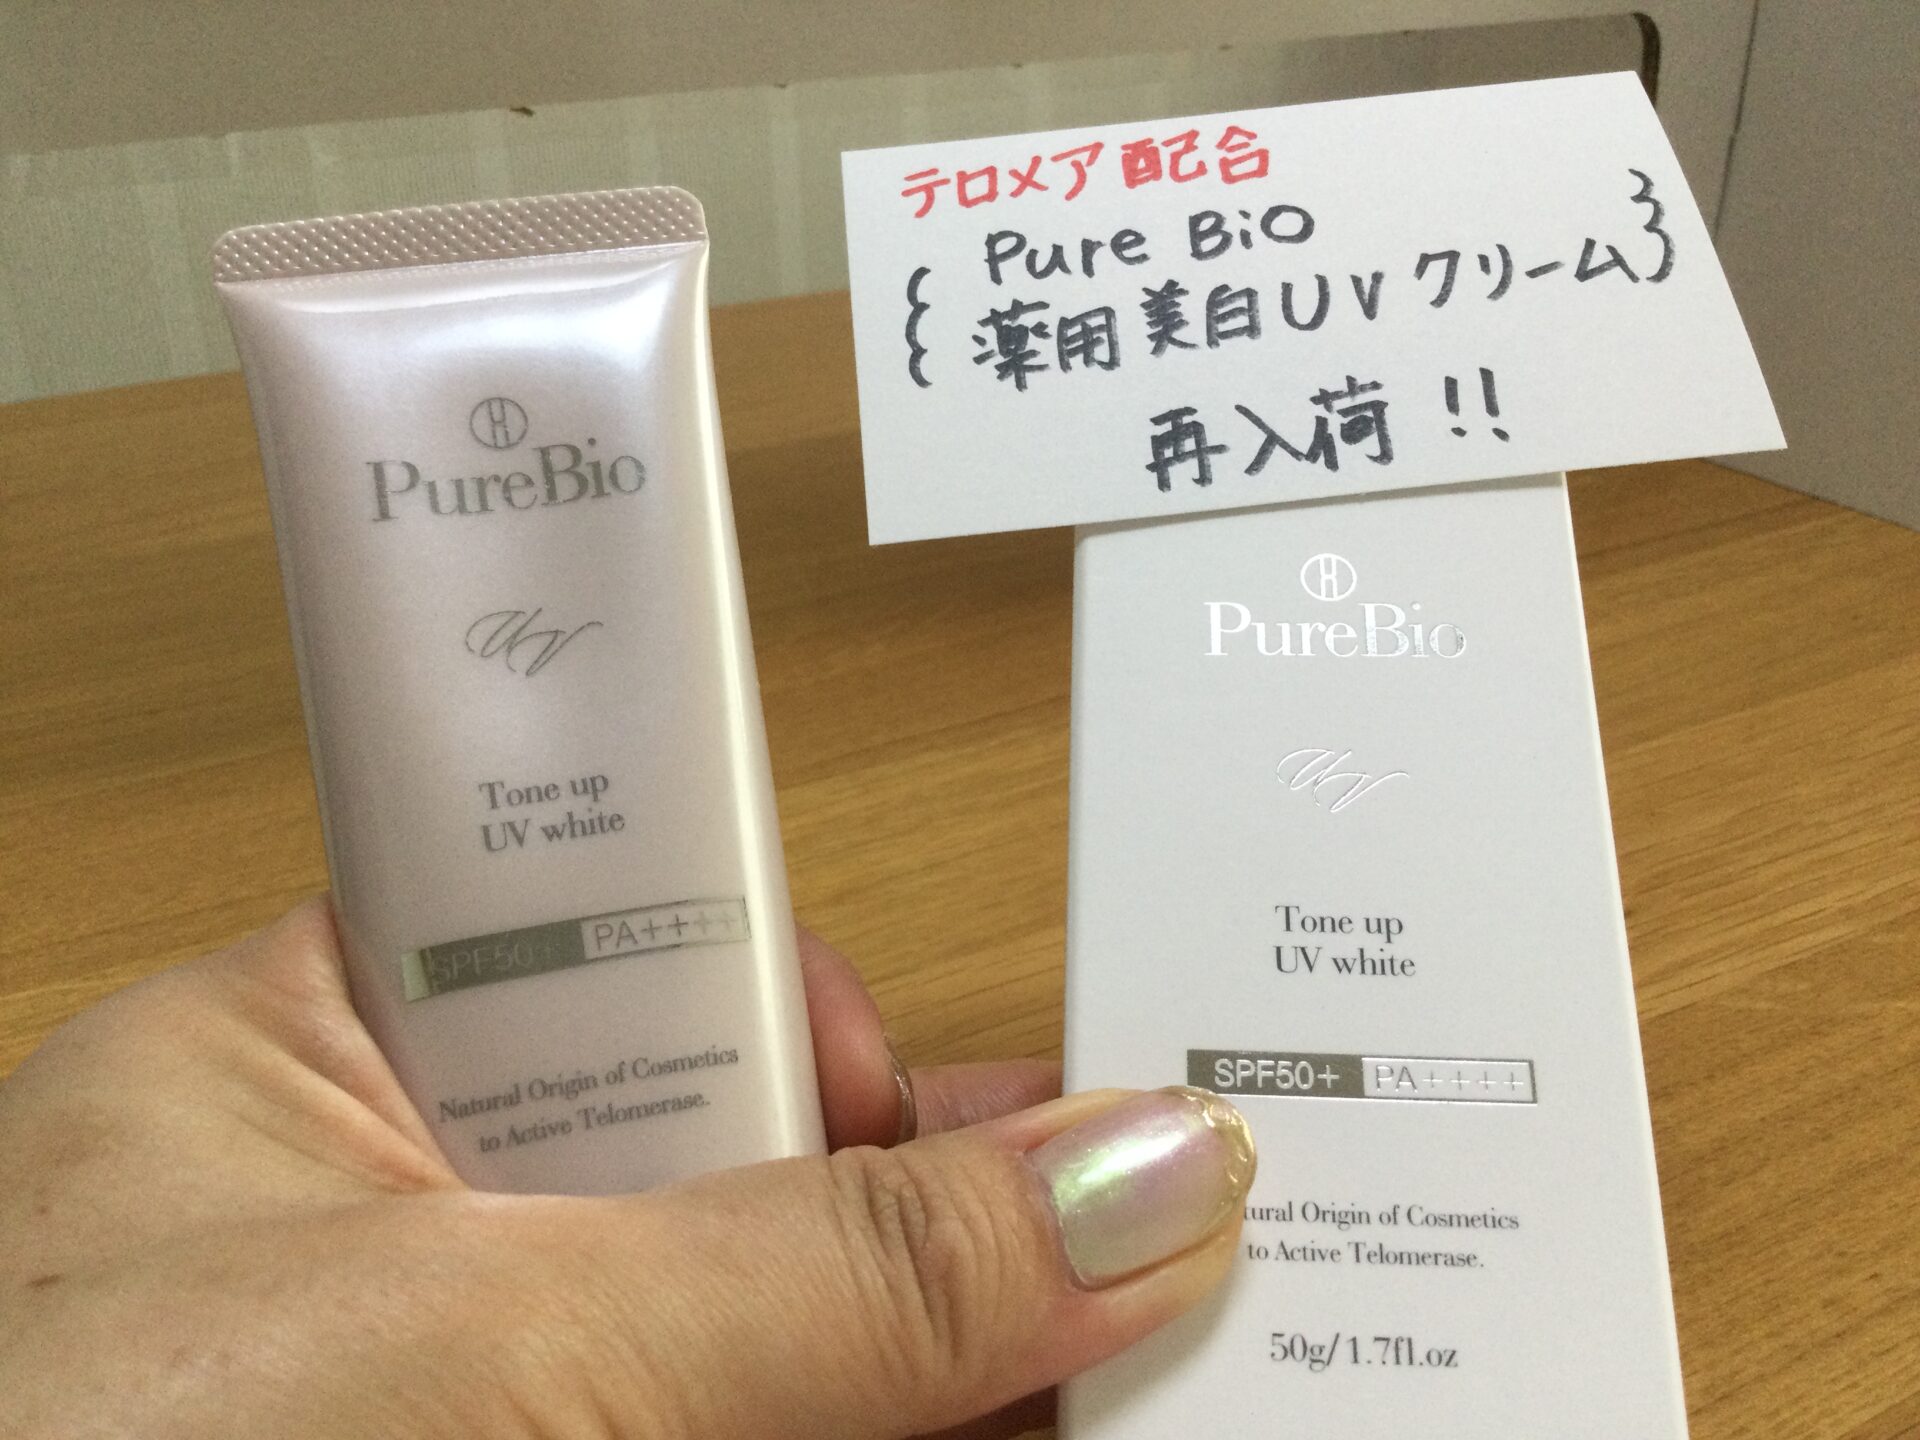 テロメア配合
Pure BiO
薬用美白UVクリーム
再入荷!!
PureBio
UV
Tone up
UV white
SPF50+ PA++++
Natural Origin of Cosmetics
to Active Telomerase.
PureBio
UV
Tone up
UV white
SPF50+ PA++++
tural Origin of Cosmetics
to Active Telomerase.
50g/1.7fl.oz